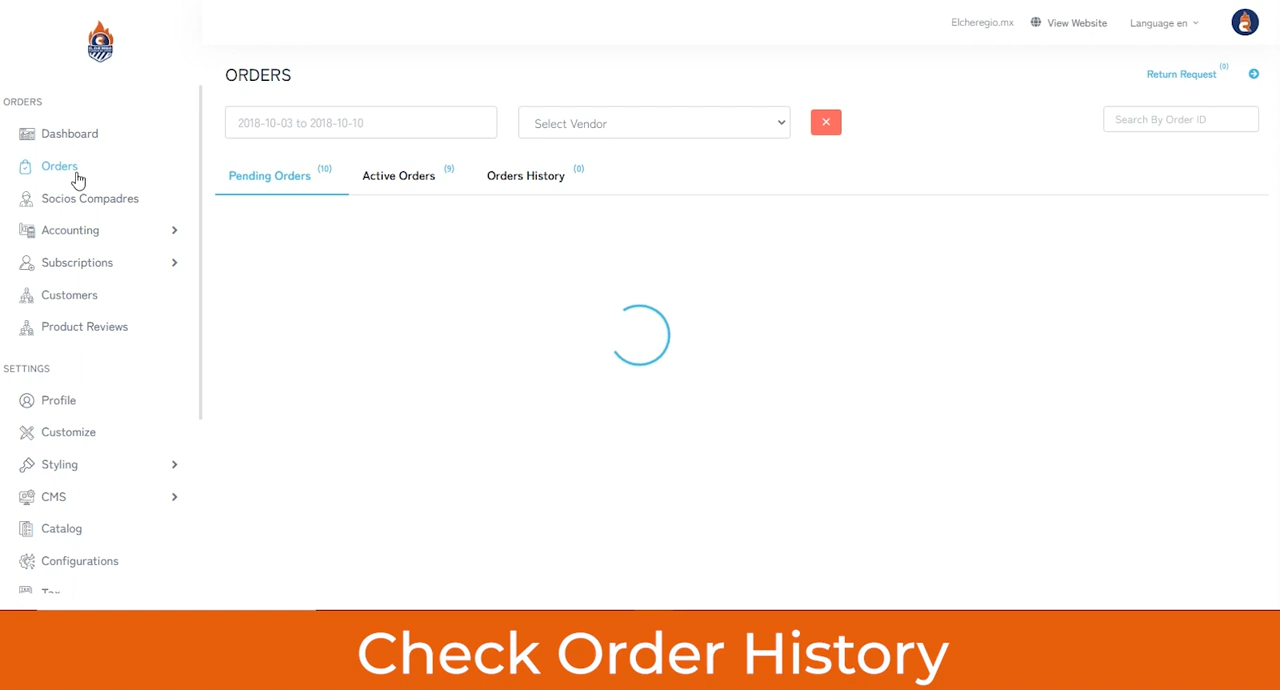 Elcheregio.mx
View Website
Language en
ORDERS
Dashboard
Orders
Socios Compadres
Accounting
Subscriptions
Customers
Product Reviews
SETTINGS
Profile
Customize
Styling
CMS
Catalog
Configurations
Tax
ORDERS
Return Request (0)
2018-10-03 to 2018-10-10
Select Vendor
Search By Order ID
Pending Orders (10)
Active Orders (9)
Orders History (0)
Check Order History